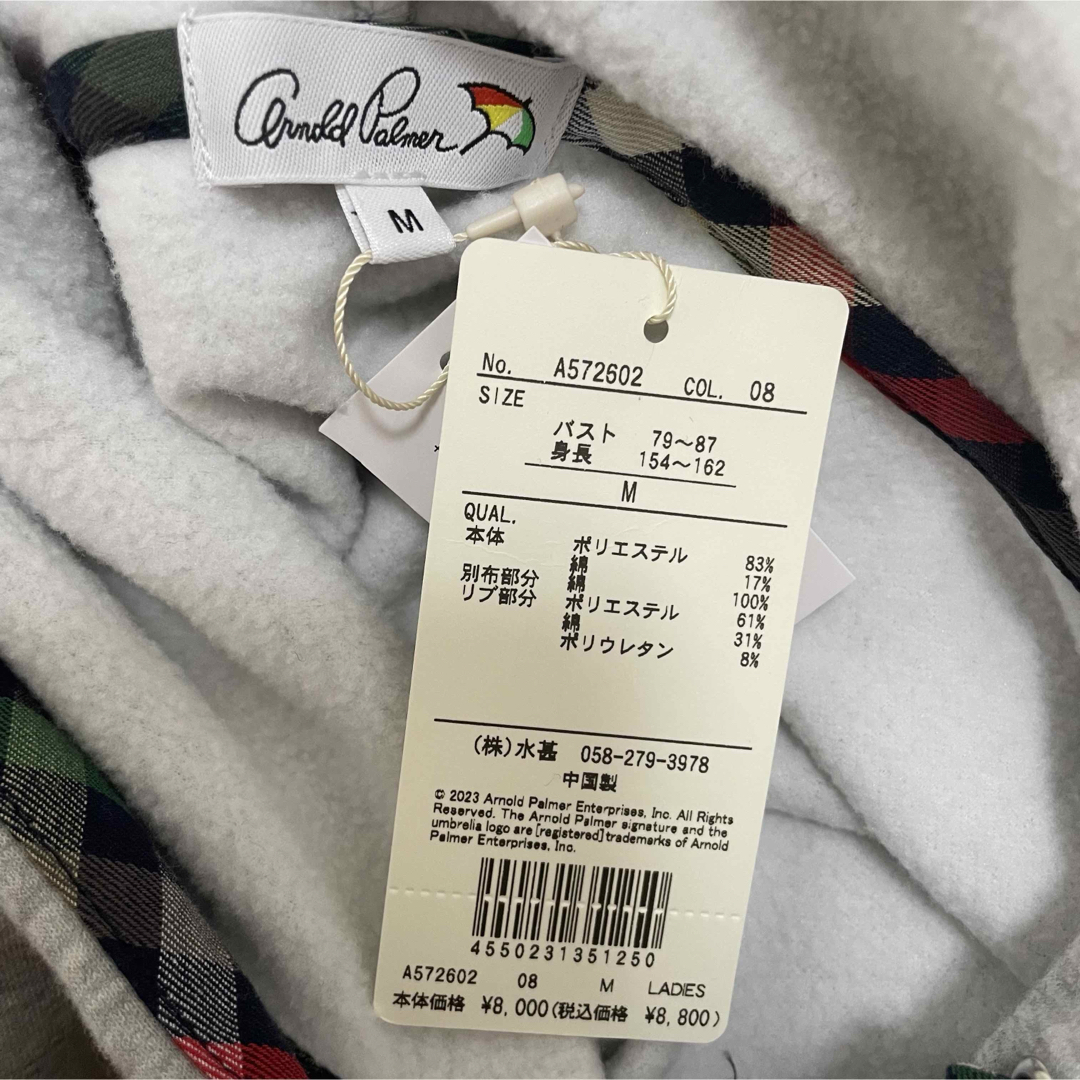 Arnold Palmer
M
No. A572602 COL. 08
SIZE
バスト 79～87
身長 154～162
M
QUAL.
本体 ポリエステル 83%
綿 17%
別布部分 綿 100%
リブ部分 ポリエステル 61%
綿 31%
ポリウレタン 8%
(株)水甚 058-279-3978
中国製
© 2023 Arnold Palmer Enterprises, Inc. All Rights
Reserved. The Arnold Palmer signature and the
umbrella logo are [registered] trademarks of Arnold
Palmer Enterprises, Inc.
4550231351250
A572602 08 M LADIES
本体価格 ¥8,000(税込価格 ¥8,800)